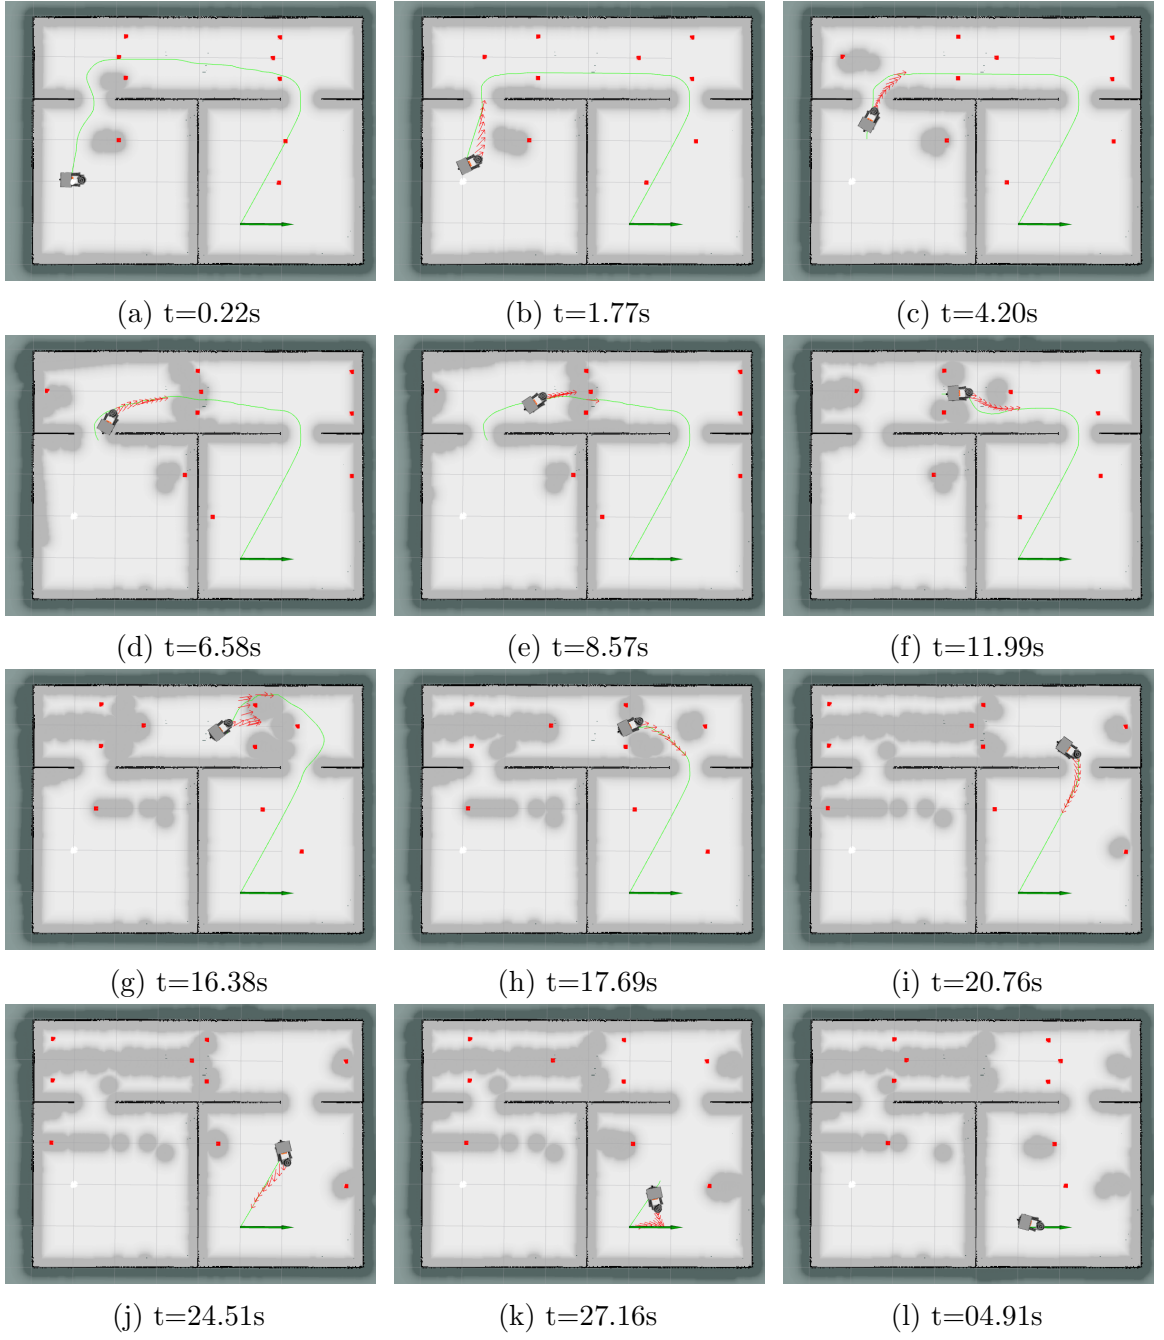 (a) t=0.22s
(b) t=1.77s
(c) t=4.20s
(d) t=6.58s
(e) t=8.57s
(f) t=11.99s
(g) t=16.38s
(h) t=17.69s
(i) t=20.76s
(j) t=24.51s
(k) t=27.16s
(l) t=04.91s